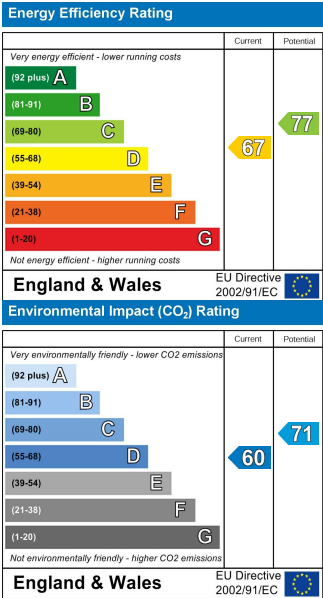 Energy Efficiency Rating
Current Potential
Very energy efficient - lower running costs
(92 plus) A
(81-91) B
(69-80) C
(55-68) D
(39-54) E
(21-38) F
(1-20) G
67
77
Not energy efficient - higher running costs
England & Wales
EU Directive
2002/91/EC
Environmental Impact (CO₂) Rating
Current Potential
Very environmentally friendly - lower CO2 emissions
(92 plus) A
(81-91) B
(69-80) C
(55-68) D
(39-54) E
(21-38) F
(1-20) G
60
71
Not environmentally friendly - higher CO2 emissions
England & Wales
EU Directive
2002/91/EC